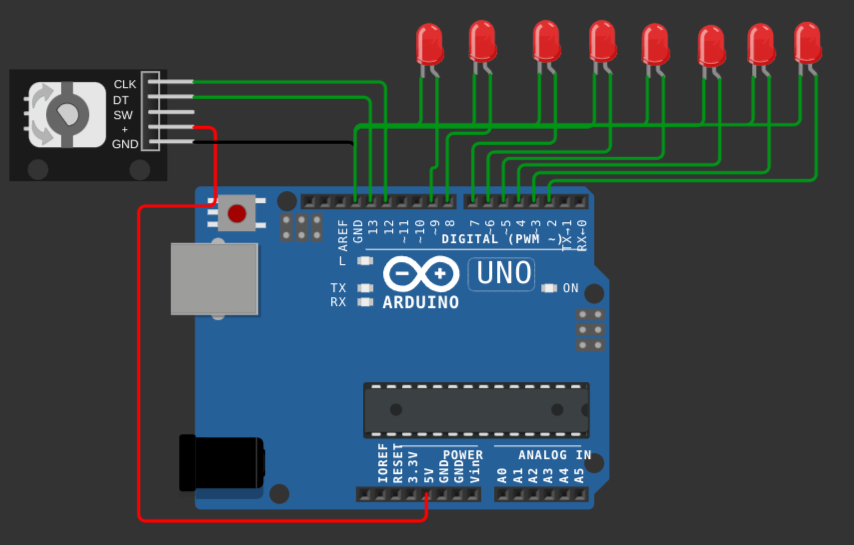 CLK
DT
SW
+
GND
AREF
GND
13
12
~11
~10
~9
8
7
~6
~5
4
~3
2
TX→1
RX←0
DIGITAL (PWM ~)
L
TX
RX
UNO
ARDUINO
ON
IOREF
RESET
3.3V
5V
GND
GND
Vin
POWER
ANALOG IN
A0
A1
A2
A3
A4
A5